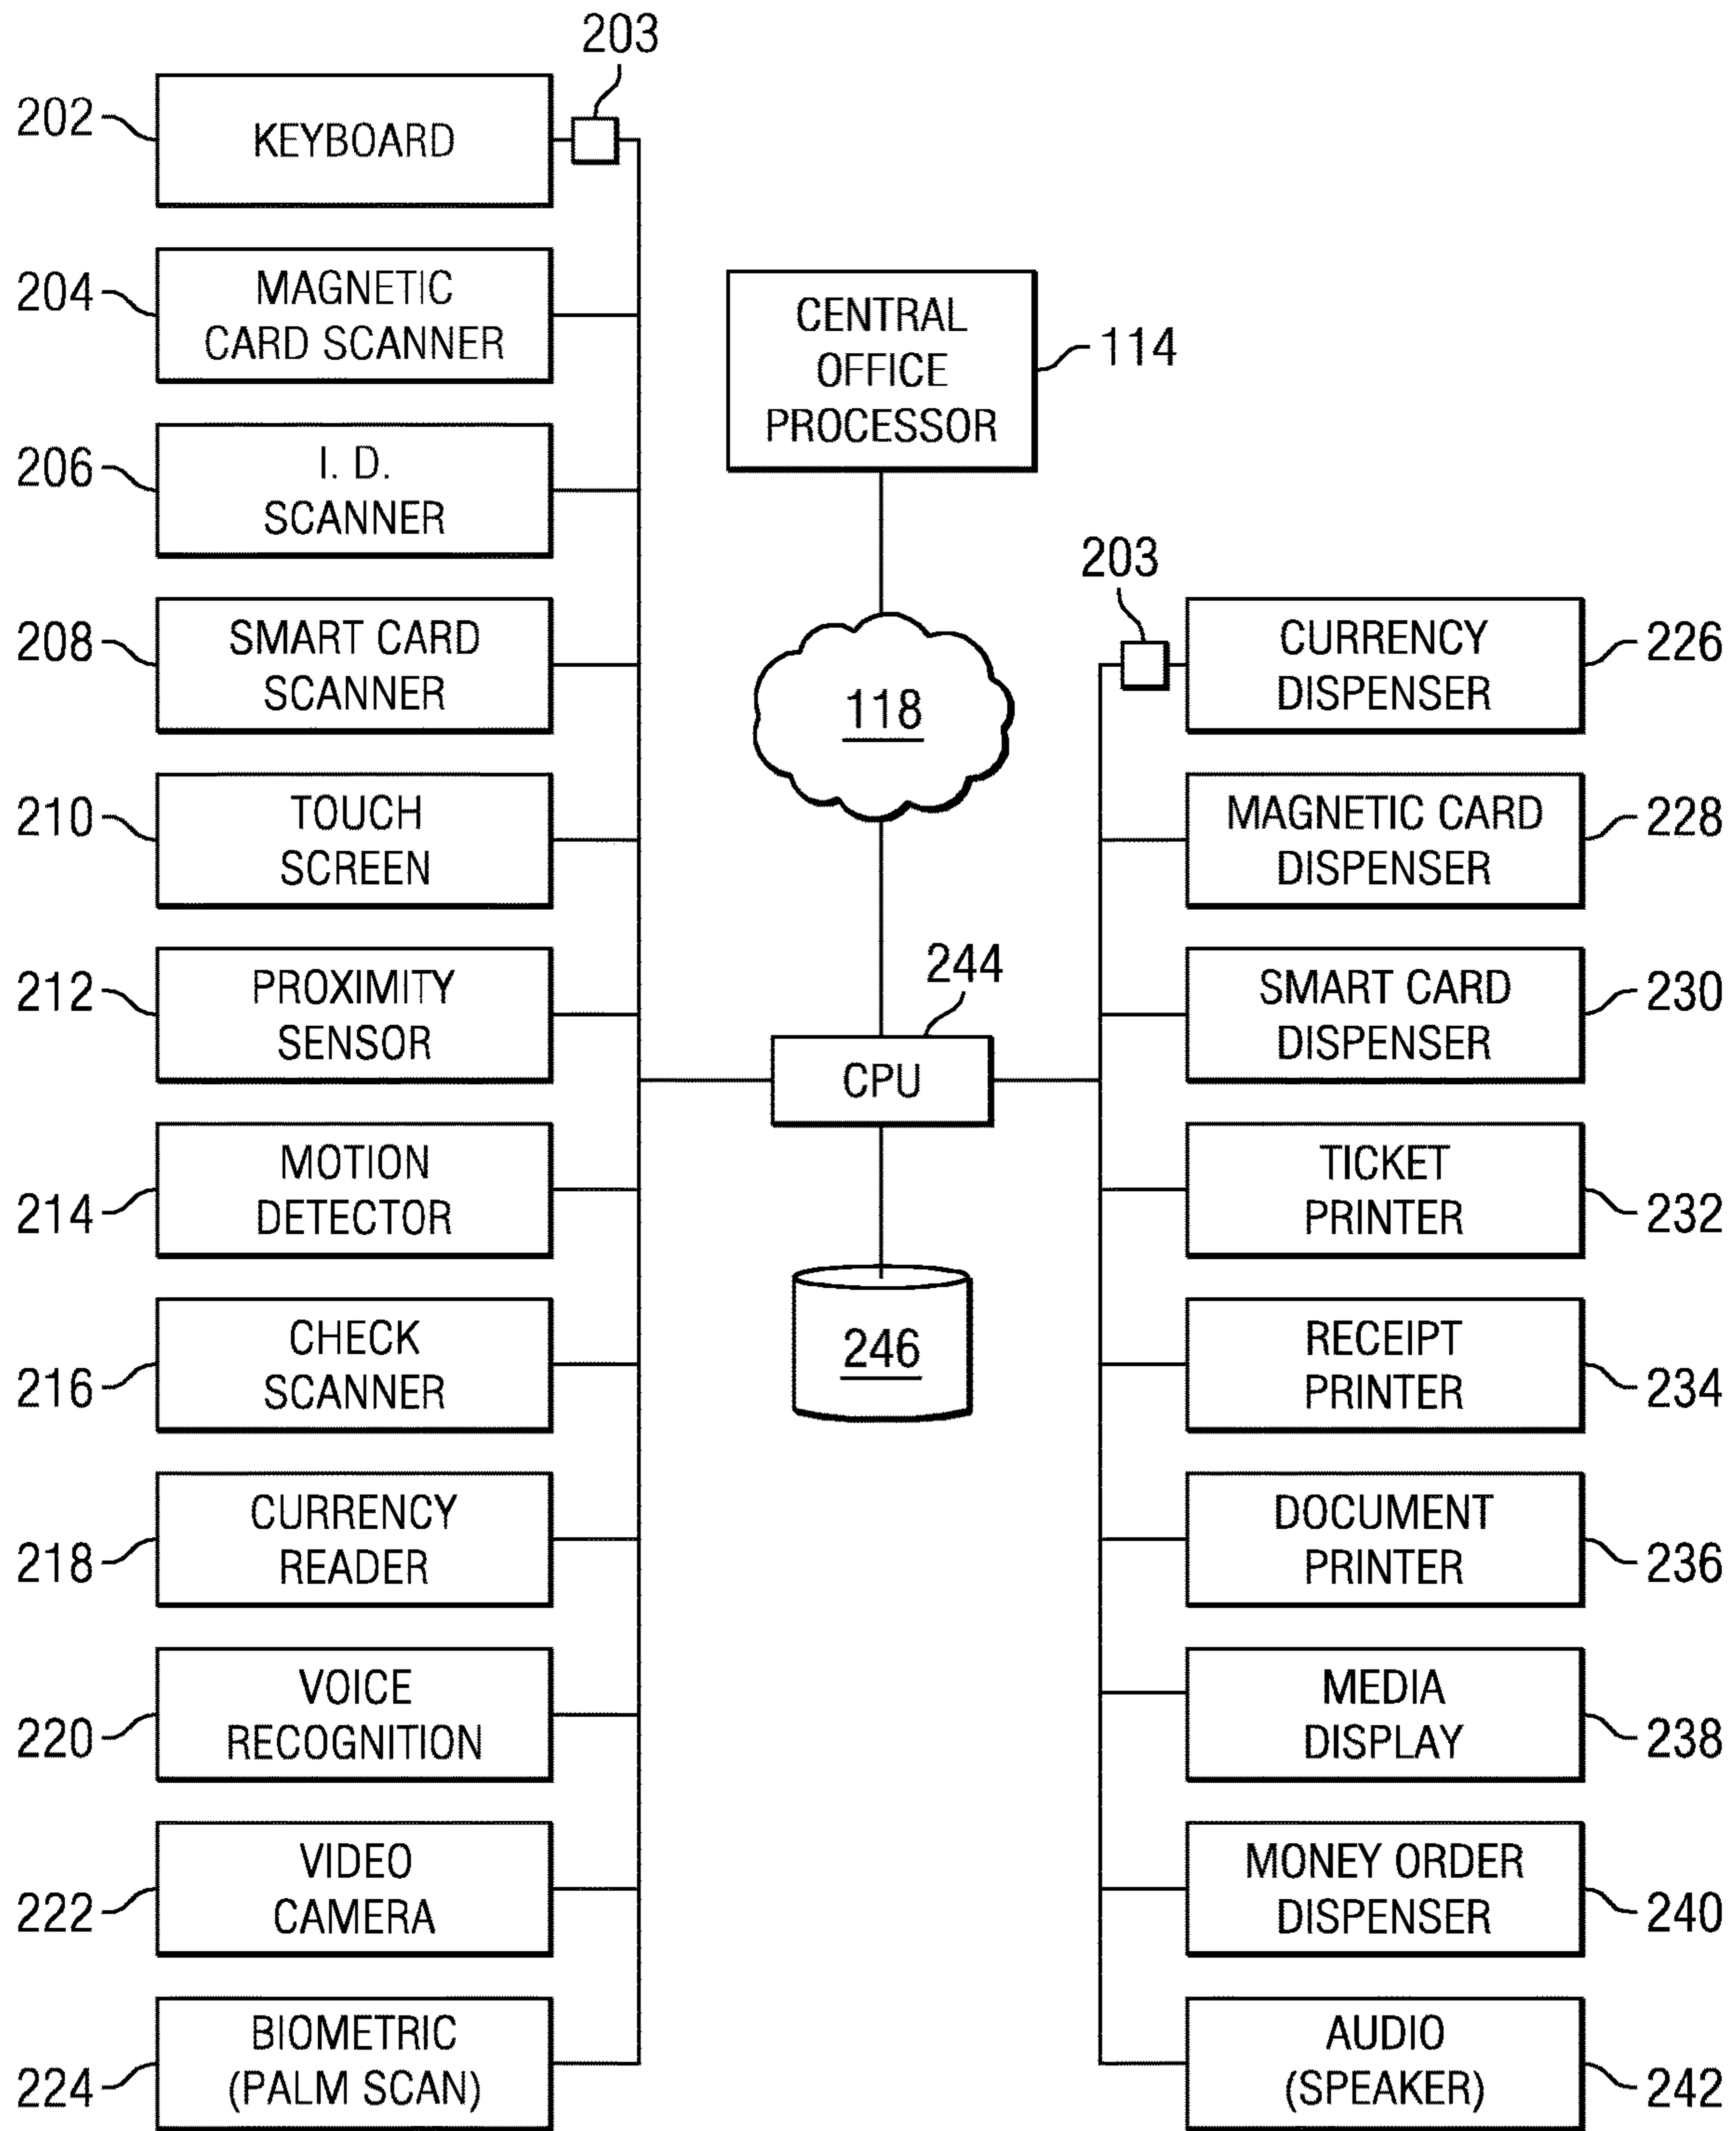 203
202
KEYBOARD
204
MAGNETIC
CARD SCANNER
206
I. D.
SCANNER
208
SMART CARD
SCANNER
210
TOUCH
SCREEN
212
PROXIMITY
SENSOR
214
MOTION
DETECTOR
216
CHECK
SCANNER
218
CURRENCY
READER
220
VOICE
RECOGNITION
222
VIDEO
CAMERA
224
BIOMETRIC
(PALM SCAN)
CENTRAL
OFFICE
PROCESSOR
114
118
244
CPU
246
203
CURRENCY
DISPENSER
226
MAGNETIC CARD
DISPENSER
228
SMART CARD
DISPENSER
230
TICKET
PRINTER
232
RECEIPT
PRINTER
234
DOCUMENT
PRINTER
236
MEDIA
DISPLAY
238
MONEY ORDER
DISPENSER
240
AUDIO
(SPEAKER)
242